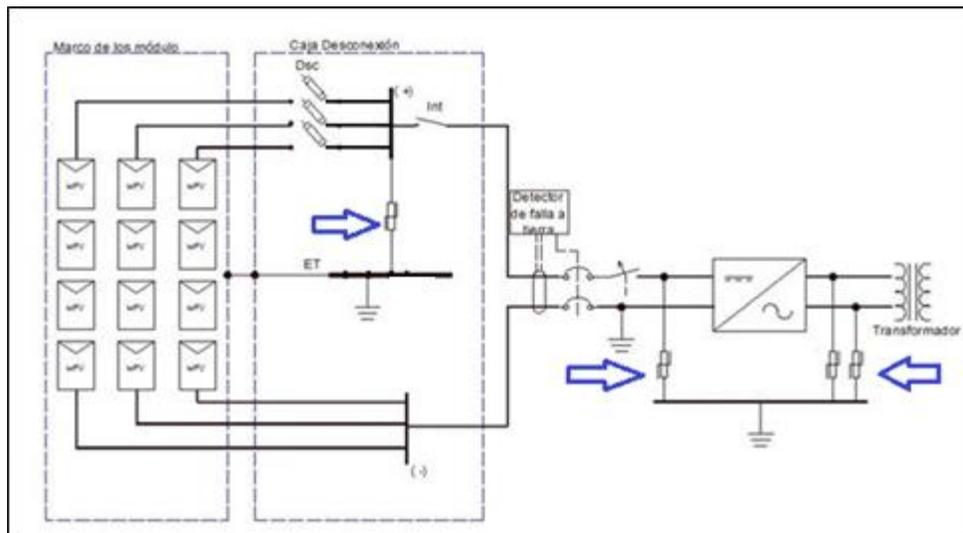 Marco de los módulo
Caja Desconexión
Dsc
(+)
Int
Detector
de falla a
tierra
ET
Transformador
(-)